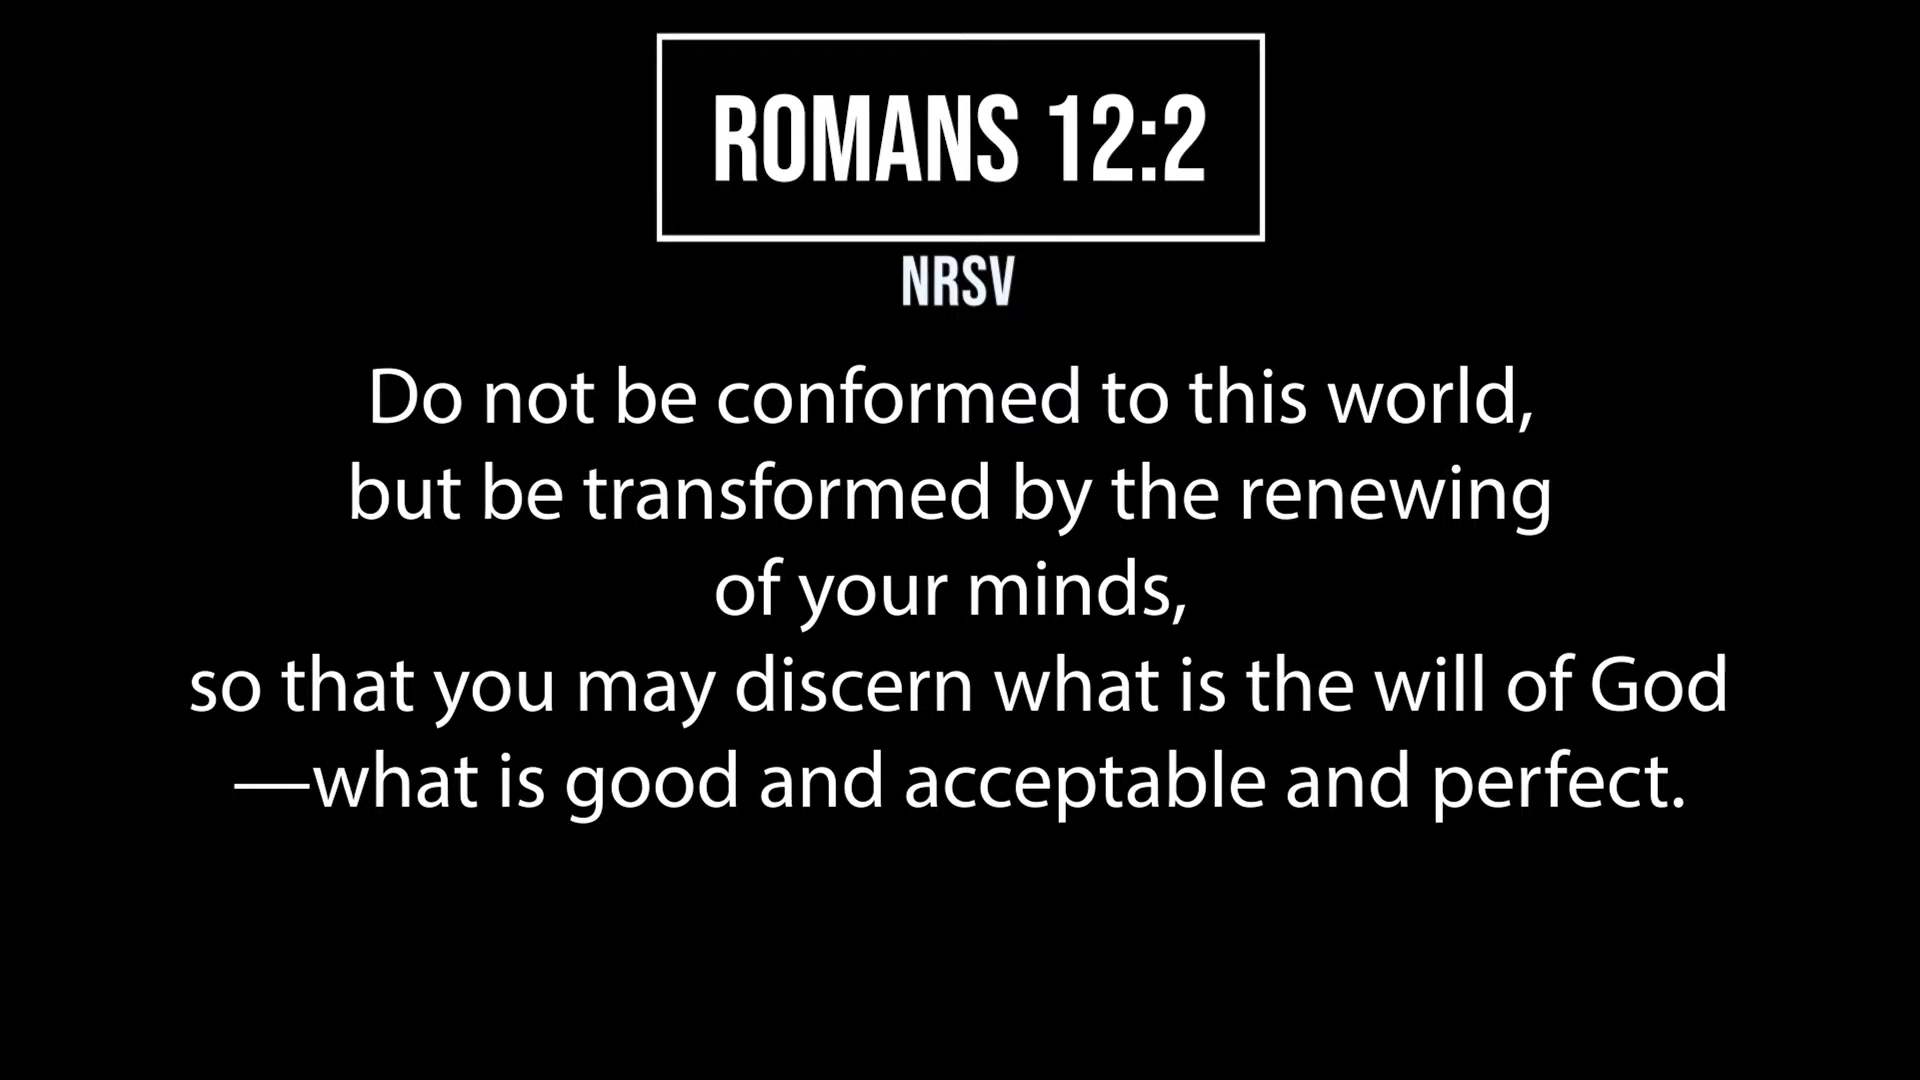 ROMANS 12:2
NRSV
Do not be conformed to this world,
but be transformed by the renewing
of your minds,
so that you may discern what is the will of God
—what is good and acceptable and perfect.